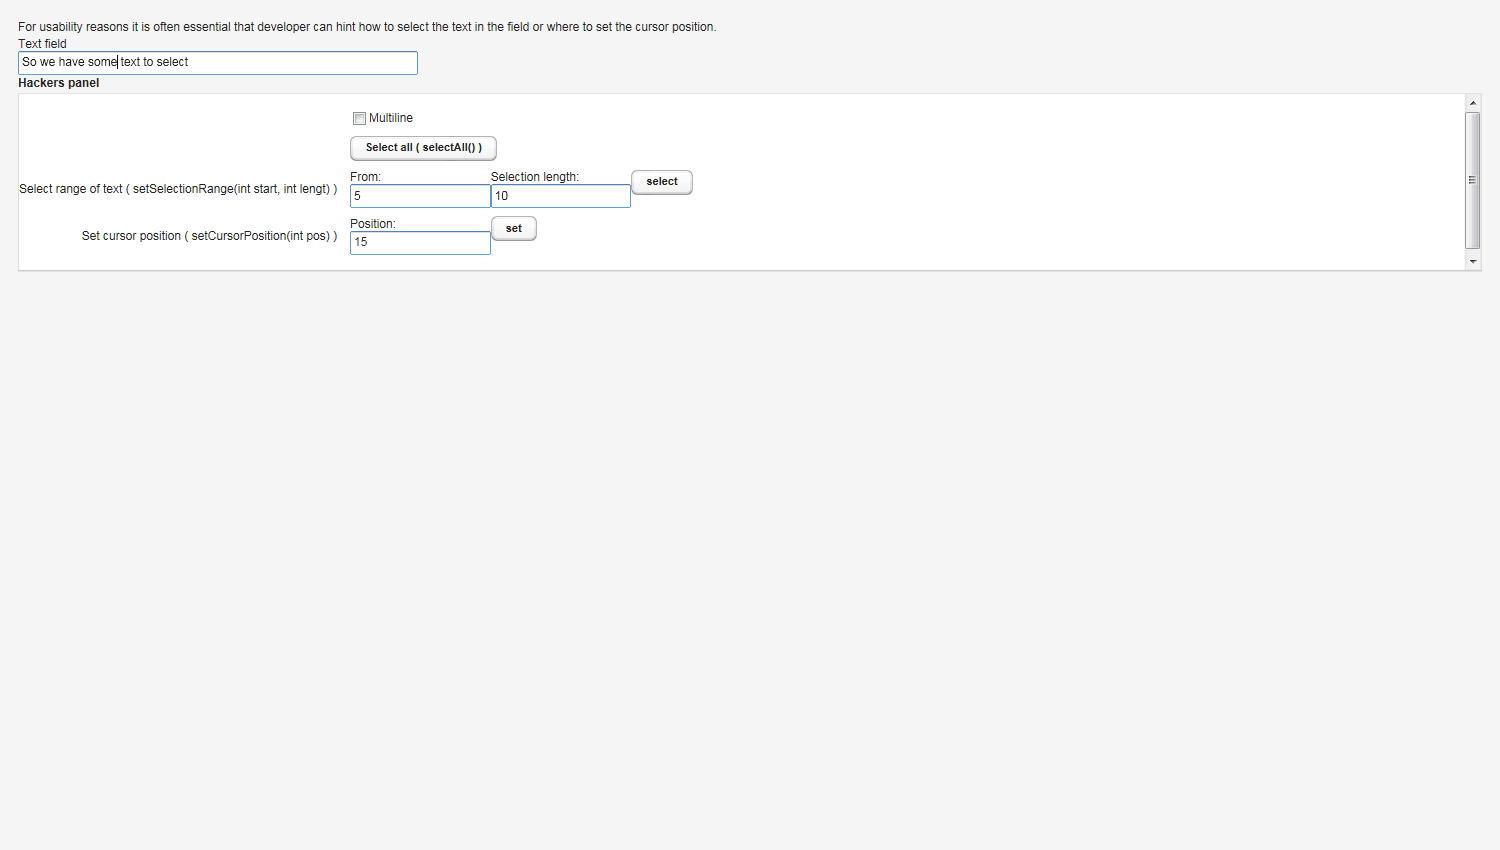 For usability reasons it is often essential that developer can hint how to select the text in the field or where to set the cursor position.
Text field
So we have some text to select
Hackers panel
Multiline
Select all ( selectAll() )
From: Selection length:
Select range of text ( setSelectionRange(int start, int lengt) ) 5 10 select
Position:
Set cursor position ( setCursorPosition(int pos) ) 15 set